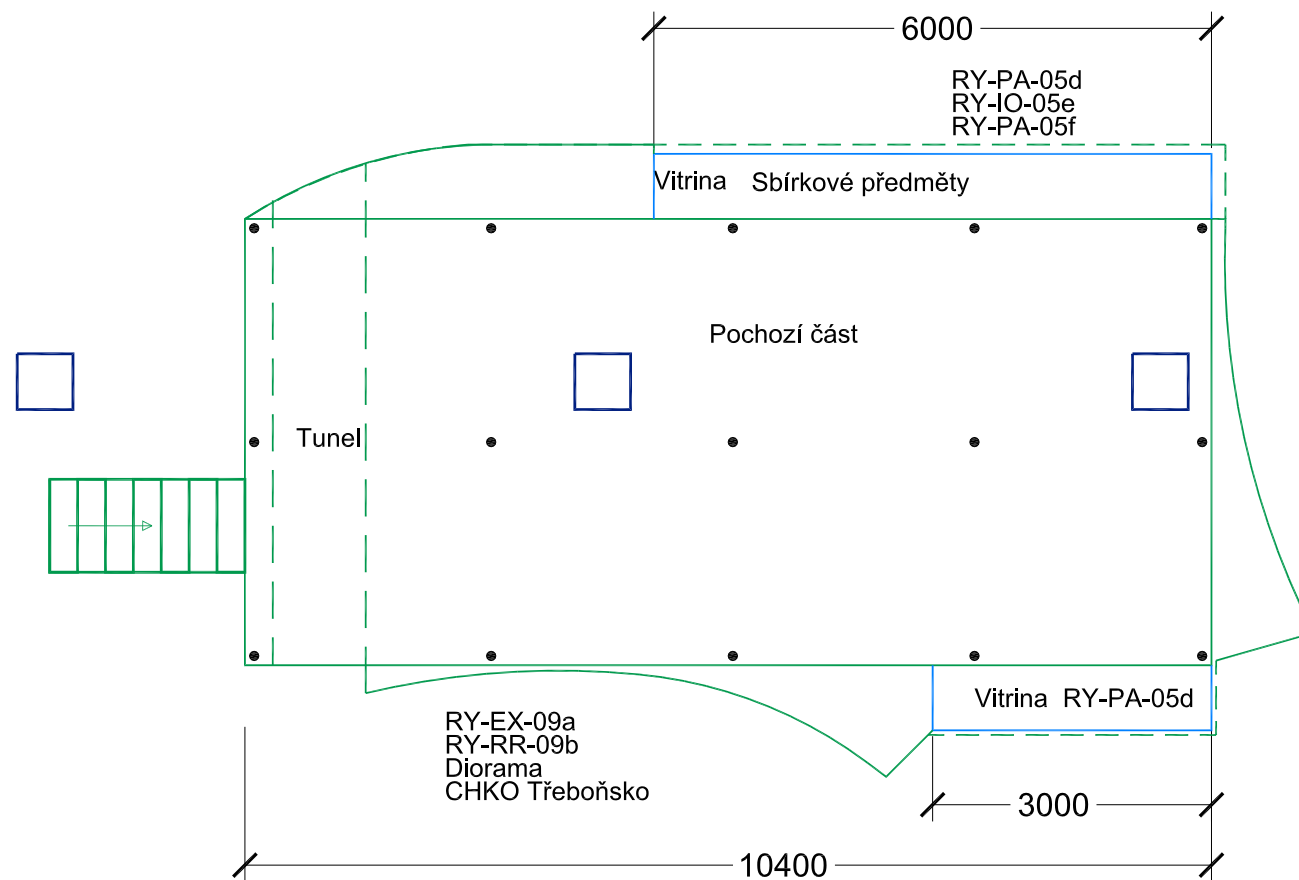 6000
RY-PA-05d
RY-IO-05e
RY-PA-05f
Vitrina Sbírkové předměty
Pochozí část
Tunel
Vitrina RY-PA-05d
RY-EX-09a
RY-RR-09b
Diorama
CHKO Třeboňsko
3000
10400